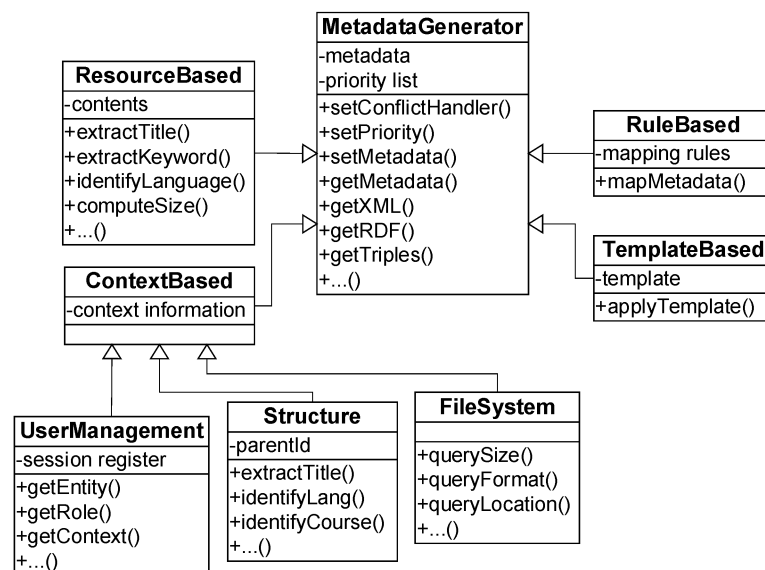 MetadataGenerator
-metadata
-priority list
+setConflictHandler()
+setPriority()
+setMetadata()
+getMetadata()
+getXML()
+getRDF()
+getTriples()
+...()
ResourceBased
-contents
+extractTitle()
+extractKeyword()
+identifyLanguage()
+computeSize()
+...()
RuleBased
-mapping rules
+mapMetadata()
TemplateBased
-template
+applyTemplate()
ContextBased
-context information
UserManagement
-session register
+getEntity()
+getRole()
+getContext()
+...()
Structure
-parentId
+extractTitle()
+identifyLang()
+identifyCourse()
+...()
FileSystem
+querySize()
+queryFormat()
+queryLocation()
+...()